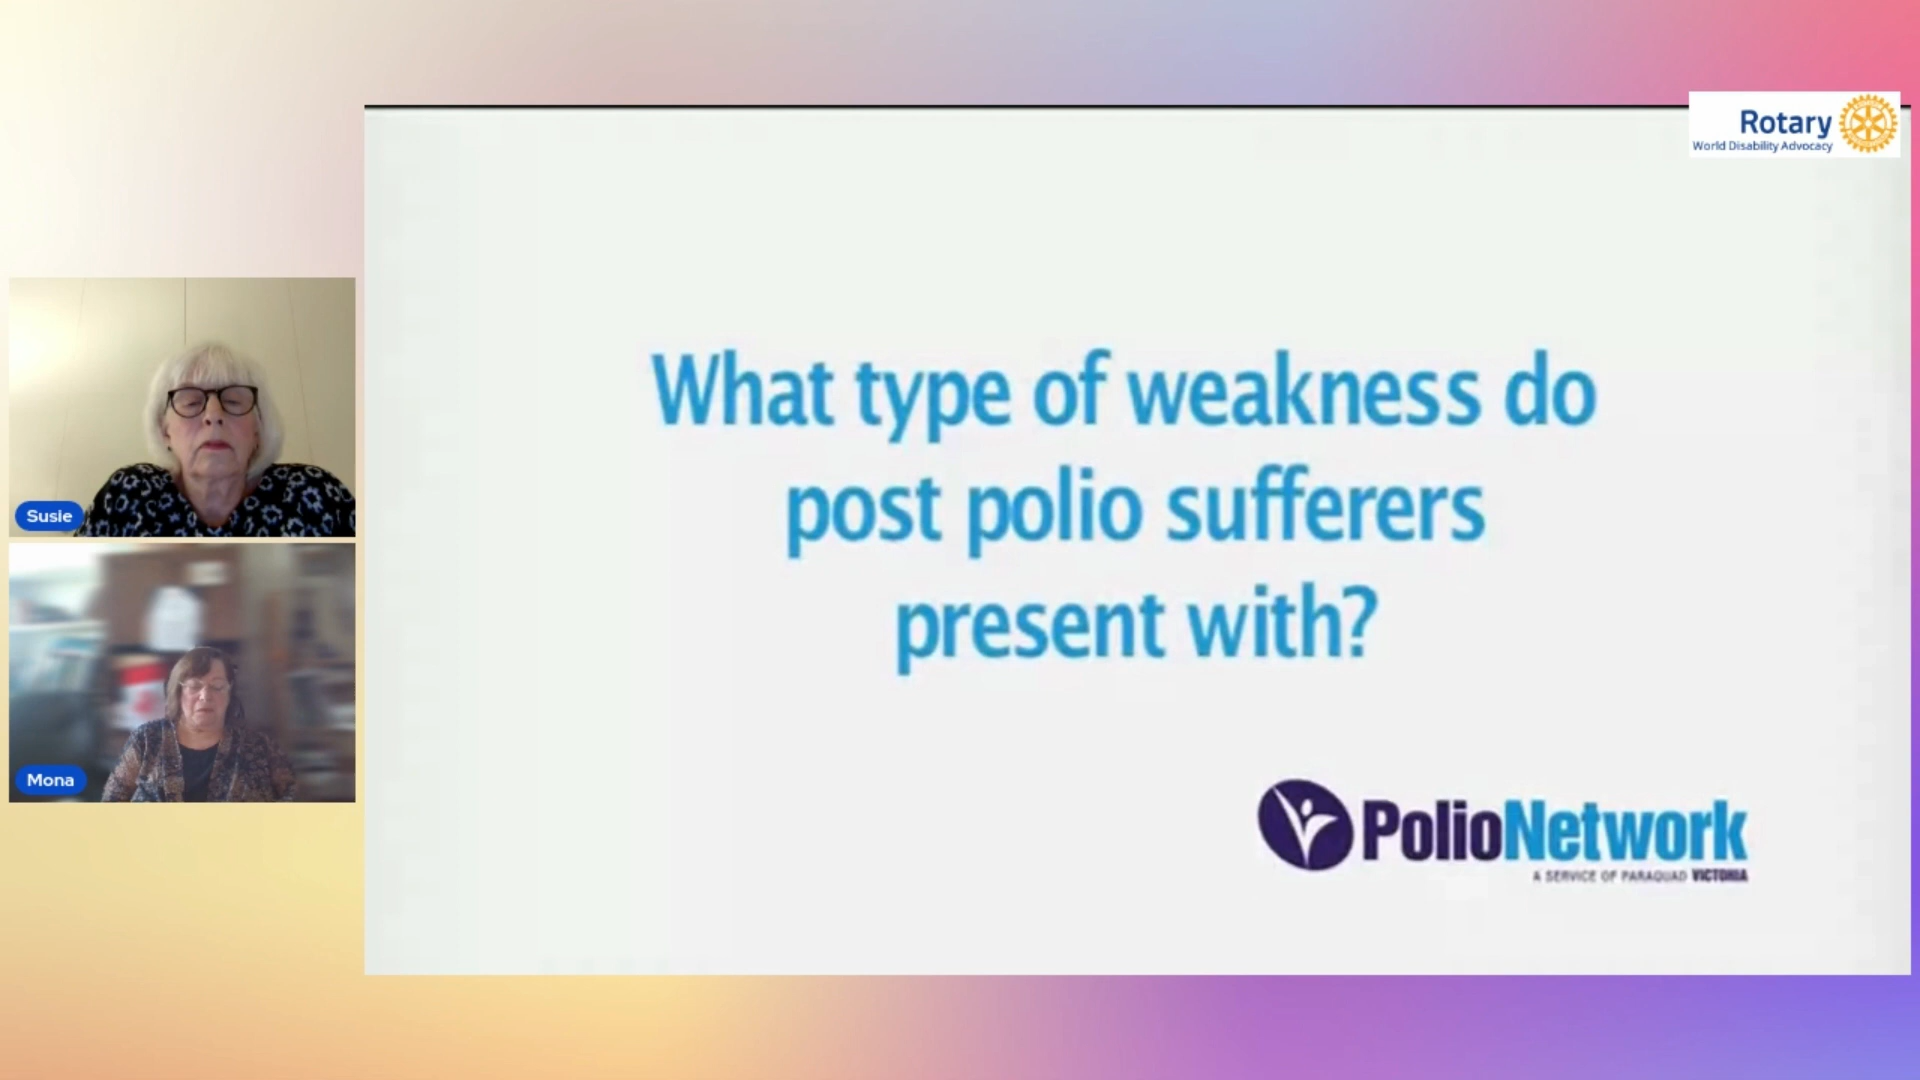 Rotary
World Disability Advocacy
What type of weakness do
post polio sufferers
present with?
Susie
Mona
PolioNetwork
A SERVICE OF PARAQUAD VICTORIA